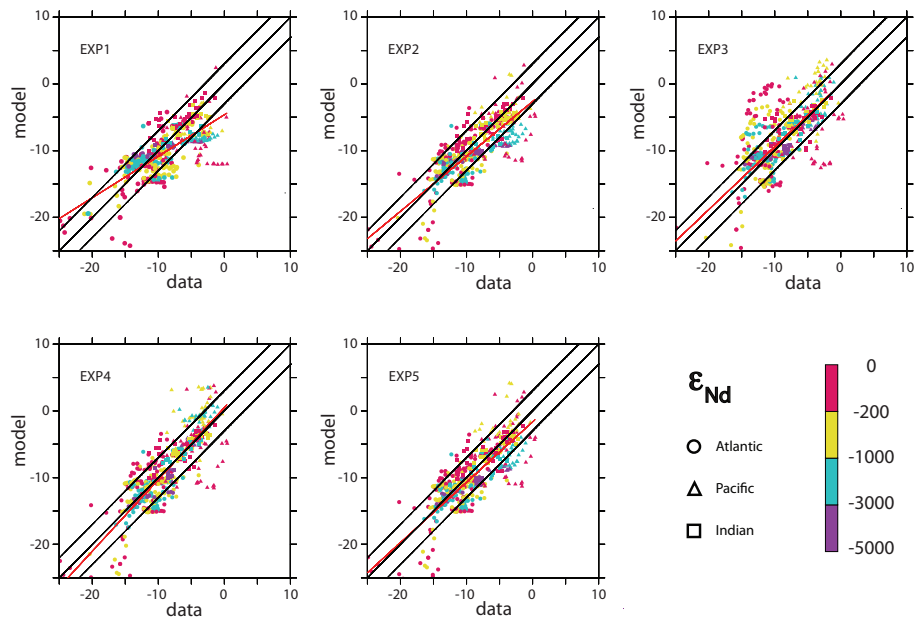 10
0
-10
-20
model
EXP1
-20 -10 0 10
data
10
0
-10
-20
model
EXP2
-20 -10 0 10
data
10
0
-10
-20
model
EXP3
-20 -10 0 10
data
10
0
-10
-20
model
EXP4
-20 -10 0 10
data
10
0
-10
-20
model
EXP5
-20 -10 0 10
data
εNd
Atlantic
Pacific
Indian
0
-200
-1000
-3000
-5000